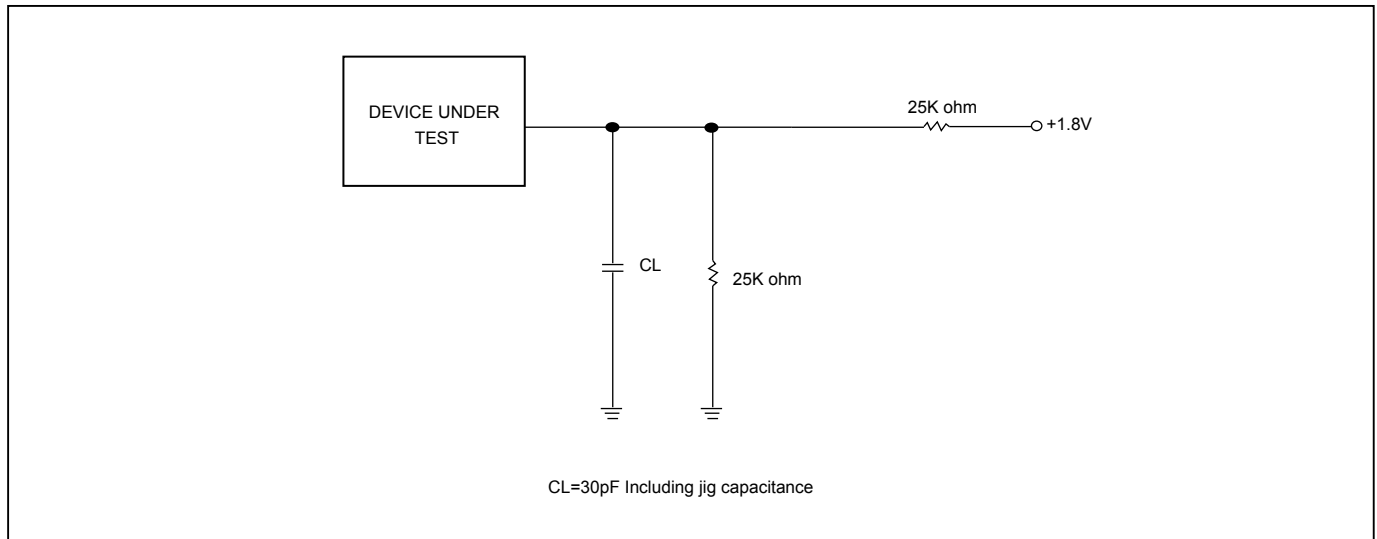 DEVICE UNDER
TEST
25K ohm
+1.8V
CL
25K ohm
CL=30pF Including jig capacitance